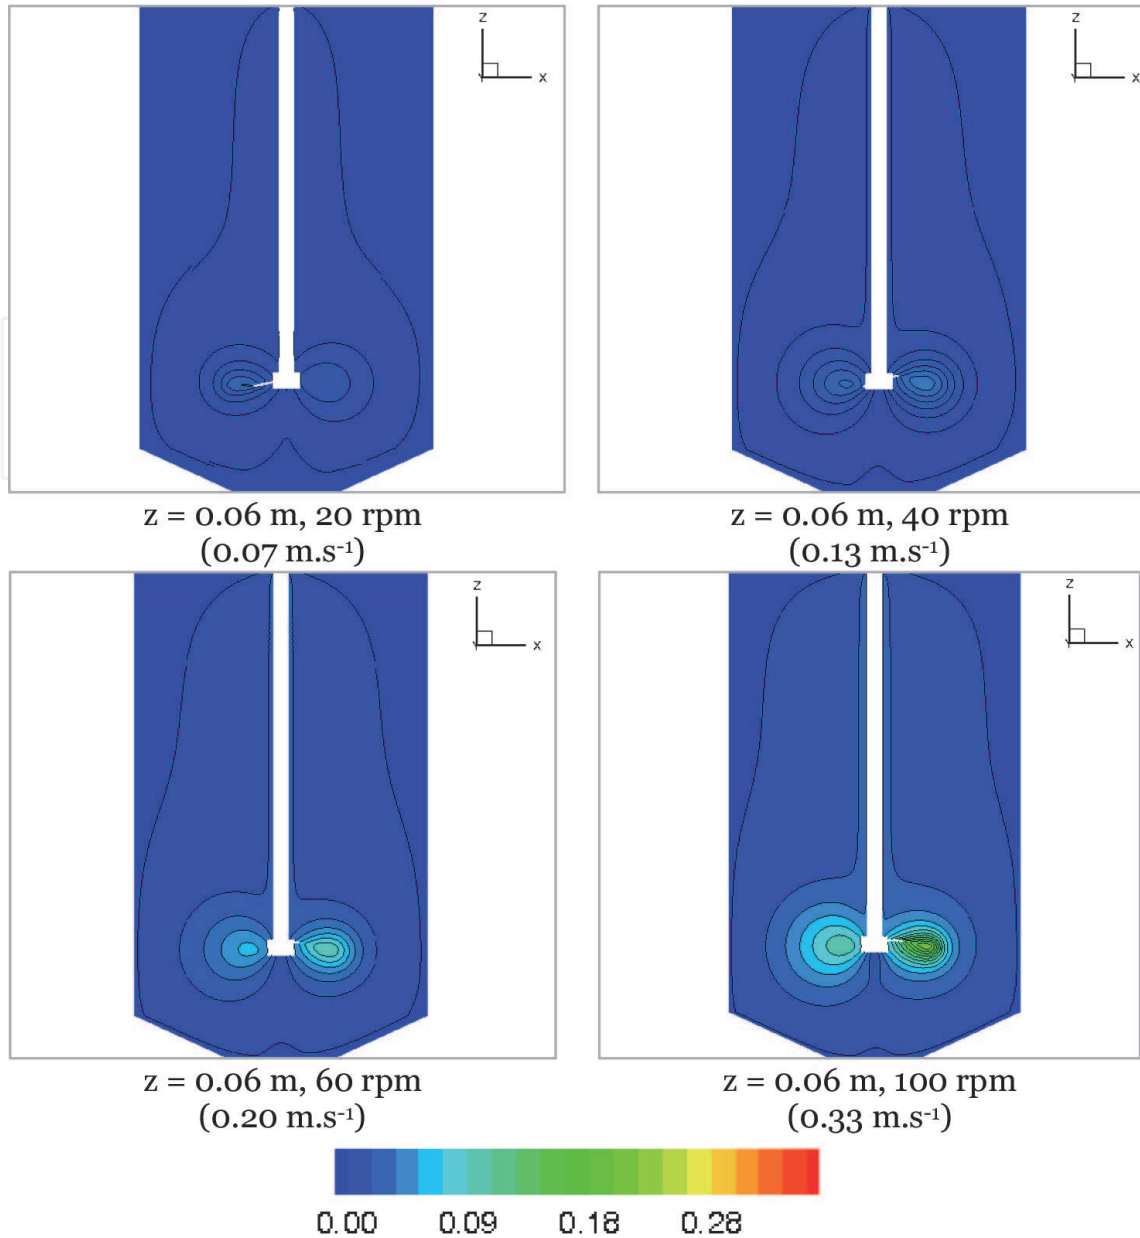 z
x
z
x
z = 0.06 m, 20 rpm
(0.07 m.s⁻¹)
z = 0.06 m, 40 rpm
(0.13 m.s⁻¹)
z
x
z
x
z = 0.06 m, 60 rpm
(0.20 m.s⁻¹)
z = 0.06 m, 100 rpm
(0.33 m.s⁻¹)
0.00 0.09 0.18 0.28